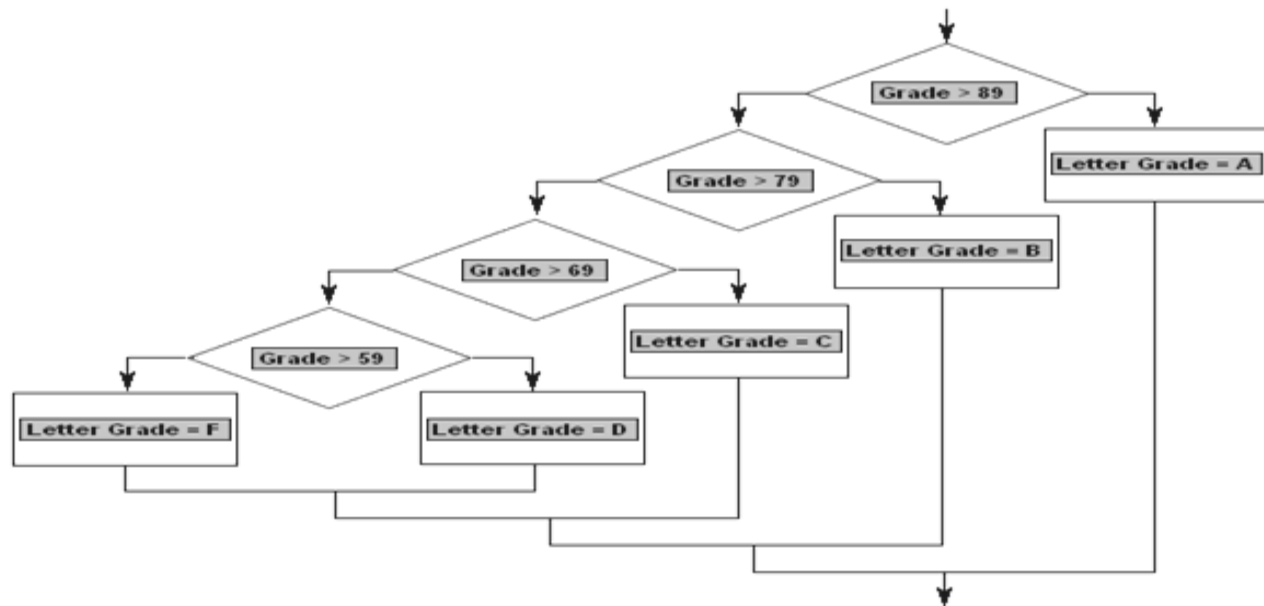 Grade > 89
Letter Grade = A
Grade > 79
Letter Grade = B
Grade > 69
Letter Grade = C
Grade > 59
Letter Grade = F
Letter Grade = D